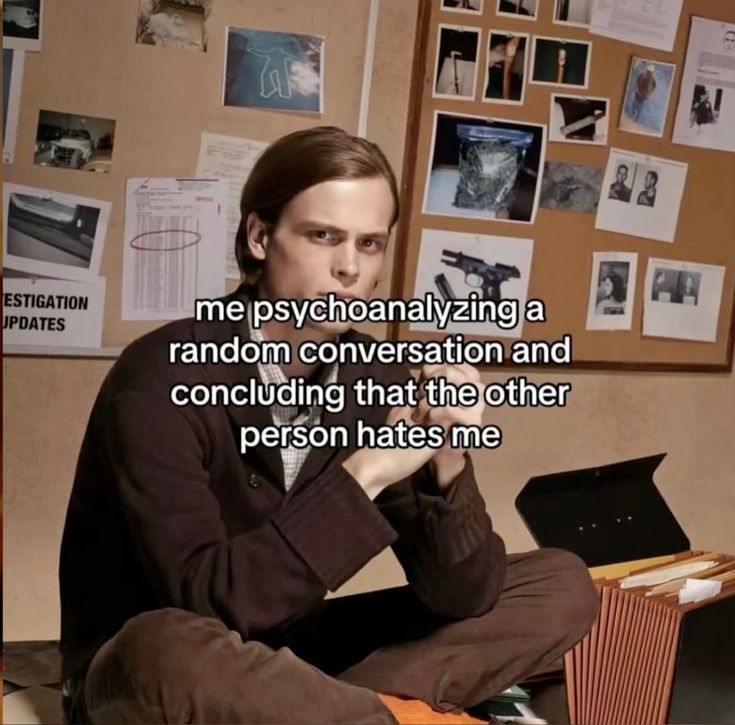 ESTIGATION
UPDATES
me psychoanalyzing a
random conversation and
concluding that the other
person hates me